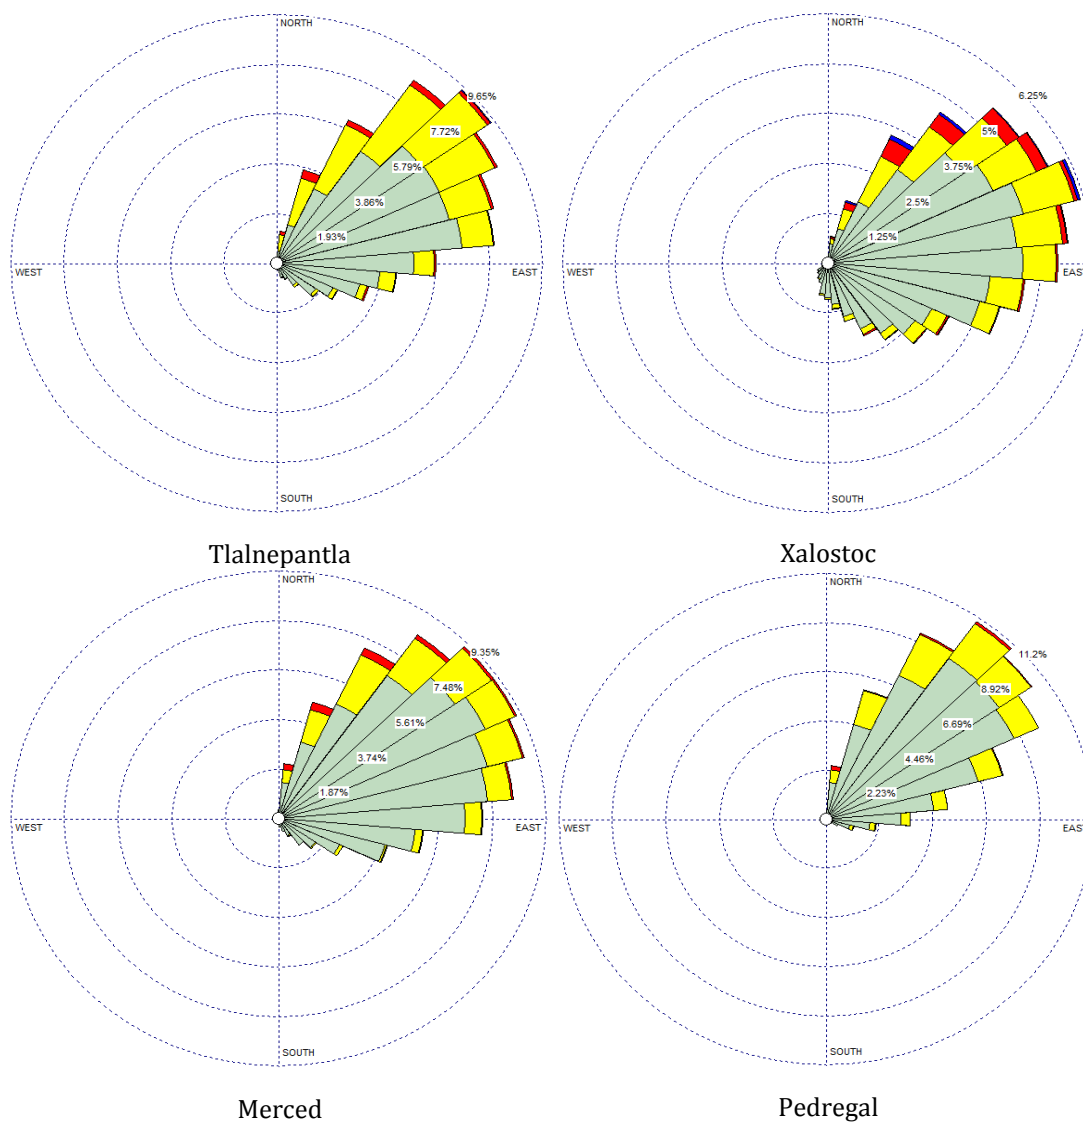 NORTH
9.65%
7.72%
5.79%
3.86%
1.93%
WEST
EAST
SOUTH
Tlalnepantla
NORTH
6.25%
5%
3.75%
2.5%
1.25%
WEST
EAS
SOUTH
Xalostoc
NORTH
9.35%
7.48%
5.61%
3.74%
1.87%
WEST
EAST
SOUTH
Merced
NORTH
11.2%
8.92%
6.69%
4.46%
2.23%
WEST
EAST
SOUTH
Pedregal